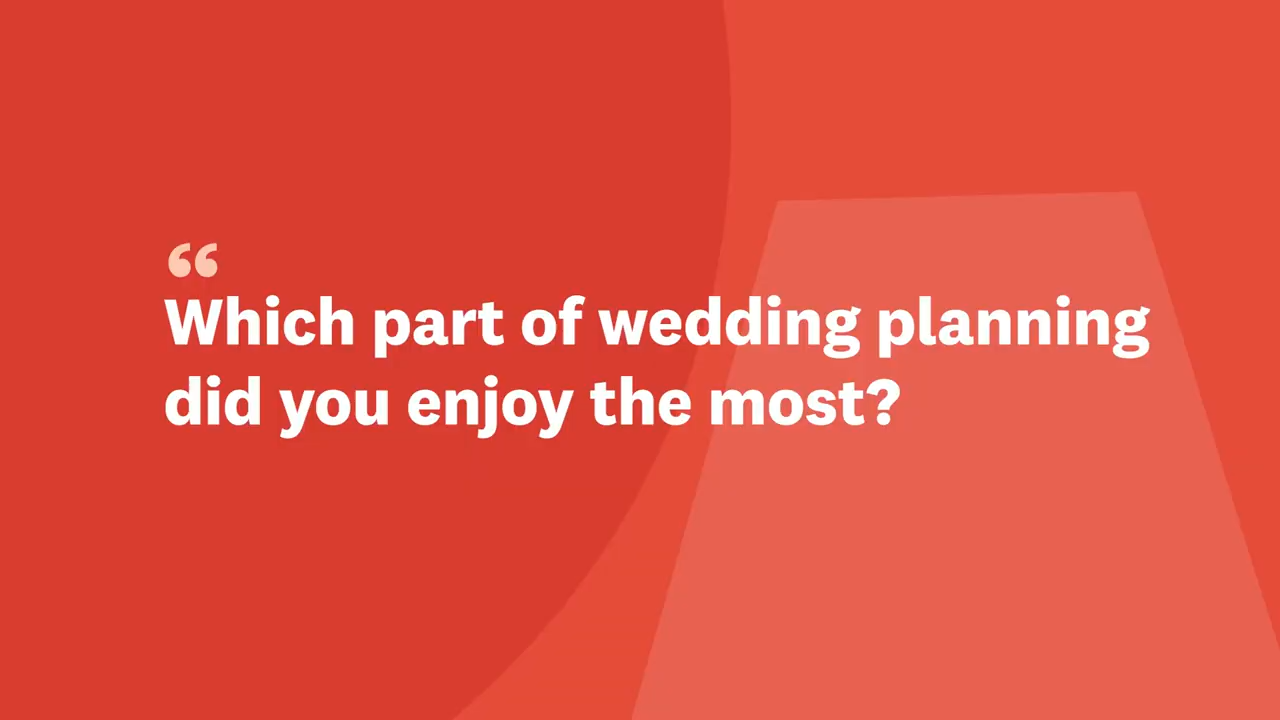 “
Which part of wedding planning
did you enjoy the most?